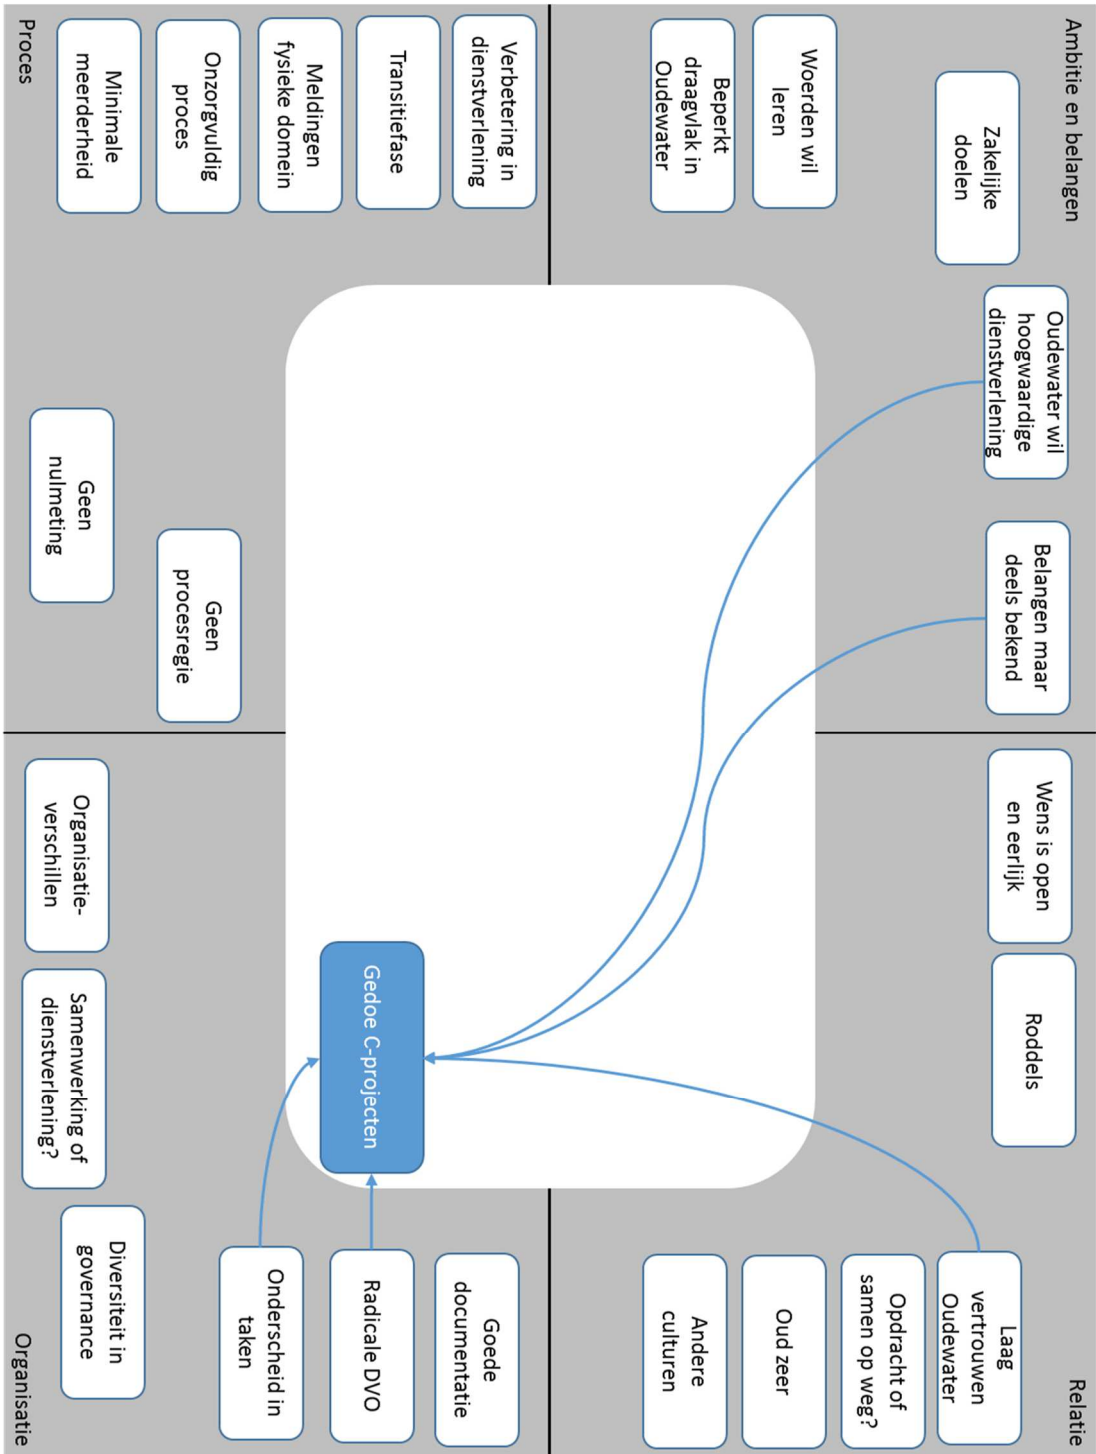 Ambitie en belangen
Zakelijke
doelen
Oudewater wil
hoogwaardige
dienstverlening
Belangen maar
deels bekend
Woerden wil
leren
Beperkt
draagvlak in
Oudewater
Relatie
Wens is open
en eerlijk
Roddels
Laag
vertrouwen
Oudewater
Opdracht of
samen op weg?
Oud zeer
Andere
culturen
Gedoe C-projecten
Verbetering in
dienstverlening
Transitiefase
Meldingen
fysieke domein
Onzorgvuldig
proces
Minimale
meerderheid
Geen
procesregie
Geen
nulmeting
Proces
Goede
documentatie
Radicale DVO
Onderscheid in
taken
Diversiteit in
governance
Organisatie-
verschillen
Samenwerking of
dienstverlening?
Organisatie